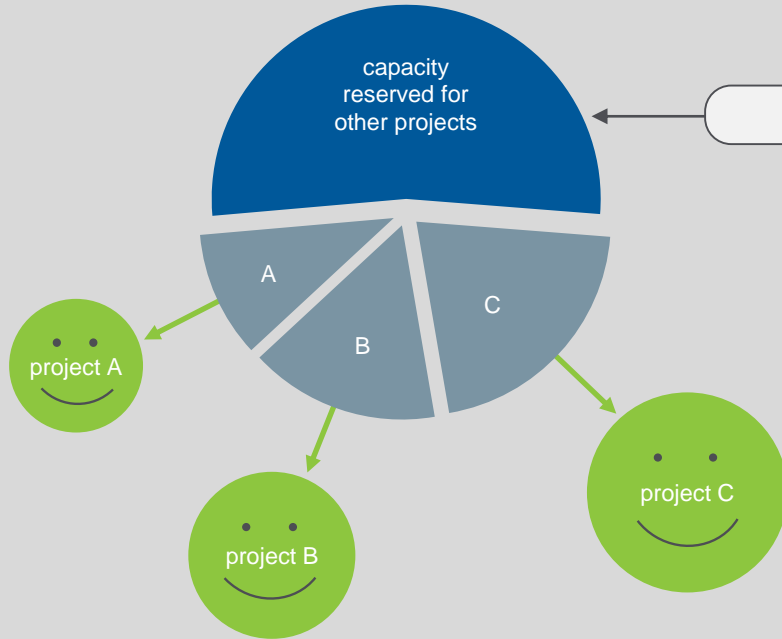 capacity
reserved for
other projects
A
B
C
project A
project B
project C